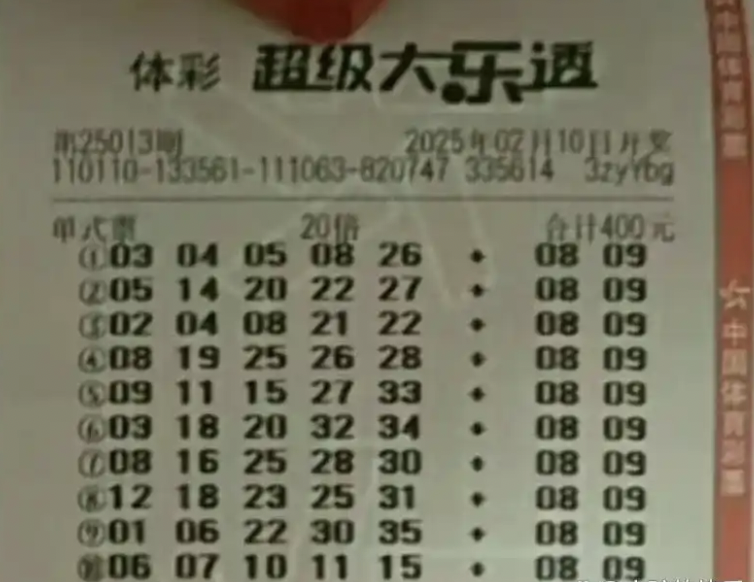 体彩 超级大乐透
第25013期 2025年02月10日开奖
110110-133561-111063-820747 335614 3zyYbg
单式票 20倍 合计400元
①03 04 05 08 26 + 08 09
②05 14 20 22 27 + 08 09
③02 04 08 21 22 + 08 09
④08 19 25 26 28 + 08 09
⑤09 11 15 27 33 + 08 09
⑥03 18 20 32 34 + 08 09
⑦08 16 25 28 30 + 08 09
⑧12 18 23 25 31 + 08 09
⑨01 06 22 30 35 + 08 09
⑩06 07 10 11 15 + 08 09
中国体育彩票
中国体育彩票